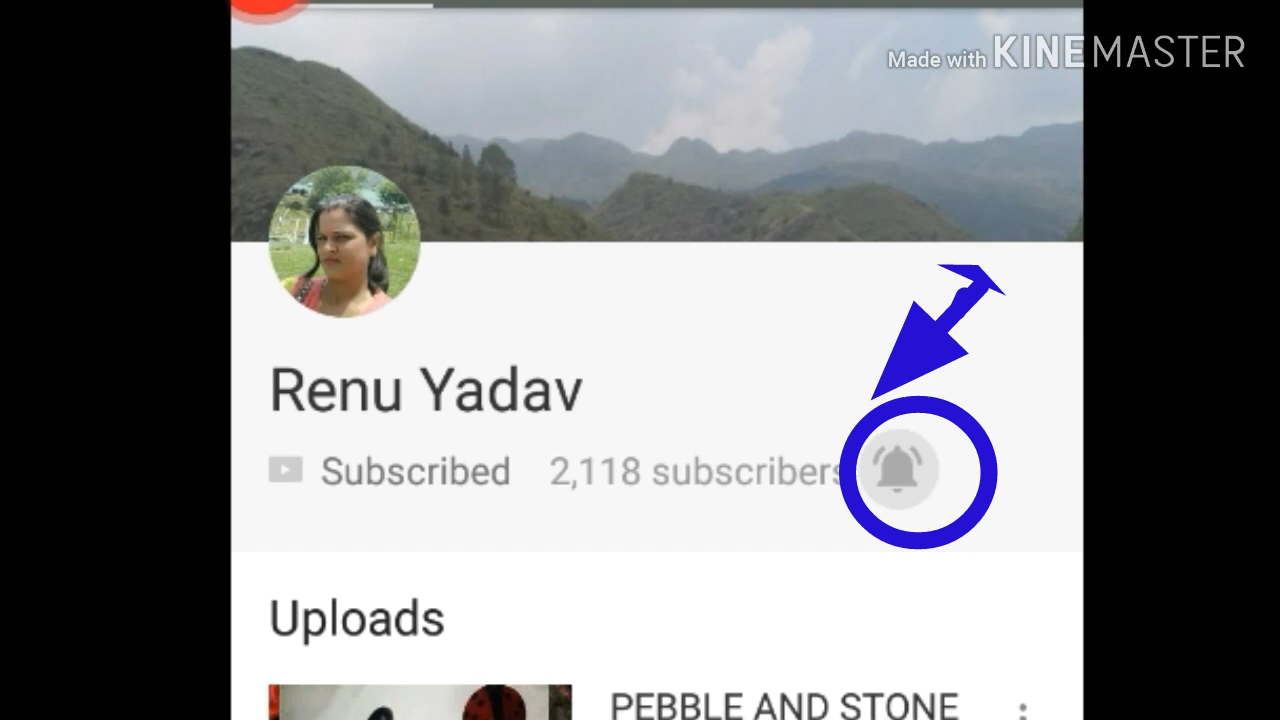 Made with KINEMASTER
Renu Yadav
Subscribed 2,118 subscribers
Uploads
PEBBLE AND STONE